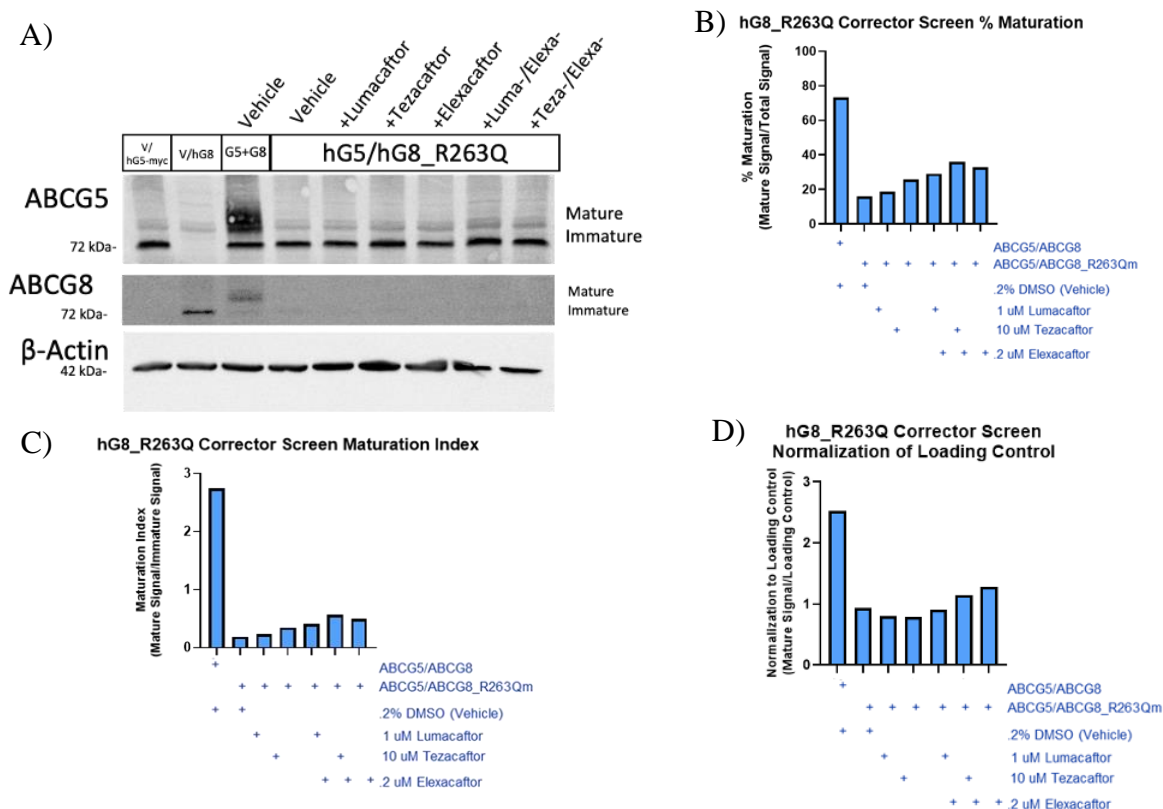 A)
Vehicle
Vehicle
+Lumacaftor
+Tezacaftor
+Elexacaftor
+Luma-/Elexa-
+Teza-/Elexa-
V/
hG5-myc
V/hG8
G5+G8
hG5/hG8_R263Q
ABCG5
Mature
Immature
72 kDa-
ABCG8
Mature
Immature
72 kDa-
β-Actin
42 kDa-
B)
hG8_R263Q Corrector Screen % Maturation
% Maturation
(Mature Signal/Total Signal)
100
80
60
40
20
0
+ ABCG5/ABCG8
+ + + + + + ABCG5/ABCG8_R263Qm
+ + .2% DMSO (Vehicle)
+ + 1 uM Lumacaftor
+ + 10 uM Tezacaftor
+ + + .2 uM Elexacaftor
C)
hG8_R263Q Corrector Screen Maturation Index
Maturation Index
(Mature Signal/Immature Signal)
3
2
1
0
+ ABCG5/ABCG8
+ + + + + + ABCG5/ABCG8_R263Qm
+ + .2% DMSO (Vehicle)
+ + 1 uM Lumacaftor
+ + 10 uM Tezacaftor
+ + + .2 uM Elexacaftor
D)
hG8_R263Q Corrector Screen
Normalization of Loading Control
Normalization to Loading Control
(Mature Signal/Loading Control)
3
2
1
0
+ ABCG5/ABCG8
+ + + + + + ABCG5/ABCG8_R263Qm
+ + .2% DMSO (Vehicle)
+ + 1 uM Lumacaftor
+ + 10 uM Tezacaftor
+ + + .2 uM Elexacaftor